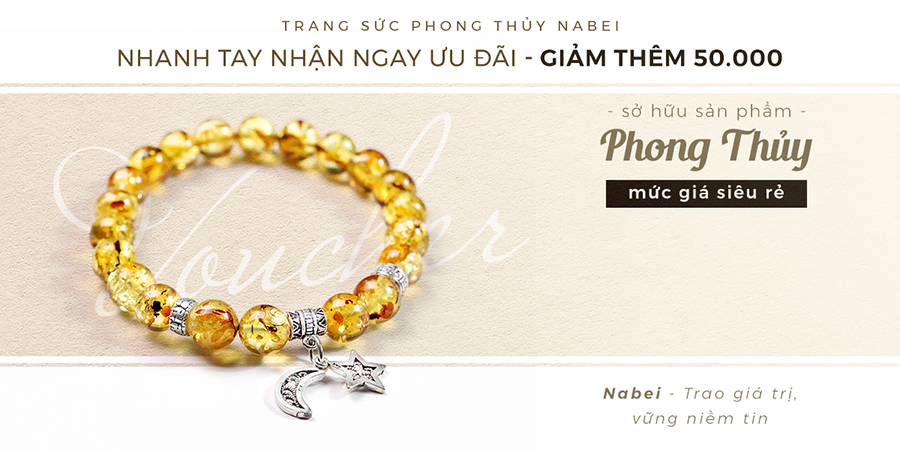 TRANG SỨC PHONG THỦY NABEI
NHANH TAY NHẬN NGAY ƯU ĐÃI - GIẢM THÊM 50.000
- sở hữu sản phẩm -
Phong Thủy
mức giá siêu rẻ
Voucher
Nabei - Trao giá trị,
vững niềm tin